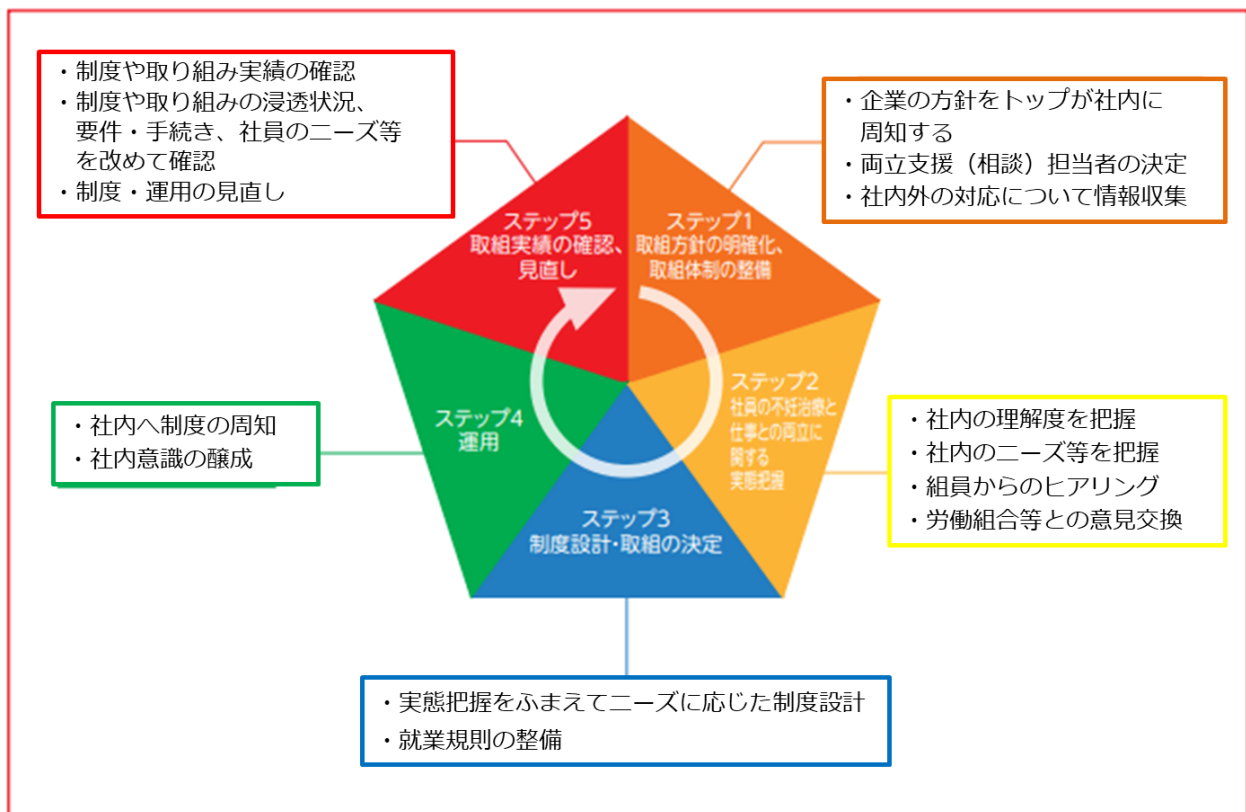 ・制度や取り組み実績の確認
・制度や取り組みの浸透状況、
要件・手続き、社員のニーズ等
を改めて確認
・制度・運用の見直し
・企業の方針をトップが社内に
周知する
・両立支援（相談）担当者の決定
・社内外の対応について情報収集
ステップ5
取組実績の確認、
見直し
ステップ1
取組方針の明確化、
取組体制の整備
ステップ2
社員の不妊治療と
仕事との両立に
関する
実態把握
ステップ4
運用
・社内へ制度の周知
・社内意識の醸成
・社内の理解度を把握
・社内のニーズ等を把握
・組員からのヒアリング
・労働組合等との意見交換
ステップ3
制度設計･取組の決定
・実態把握をふまえてニーズに応じた制度設計
・就業規則の整備